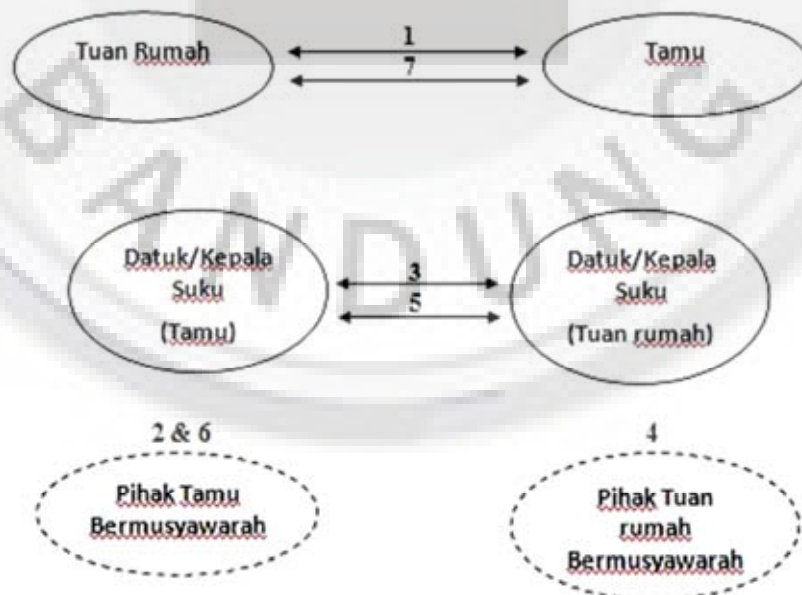 Tuan Rumah
1
7
Tamu
BANDUNG
Datuk/Kepala
Suku
(Tamu)
3
5
Datuk/Kepala
Suku
(Tuan rumah)
2 & 6
Pihak Tamu
Bermusyawarah
4
Pihak Tuan
rumah
Bermusyawarah